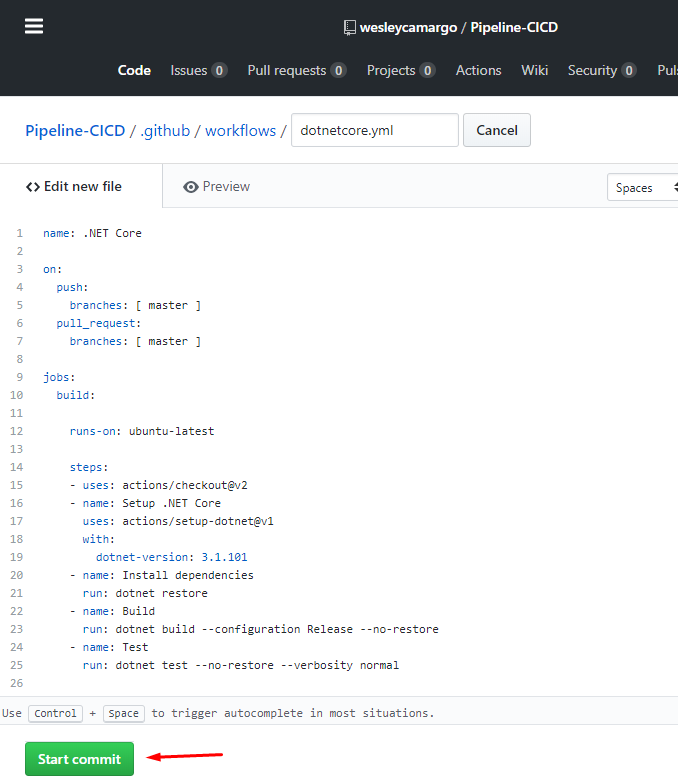 wesleycamargo / Pipeline-CICD
Code Issues 0 Pull requests 0 Projects 0 Actions Wiki Security 0 Pul
Pipeline-CICD / .github / workflows / dotnetcore.yml Cancel
<> Edit new file Preview Spaces
1 name: .NET Core
2
3 on:
4   push:
5     branches: [ master ]
6   pull_request:
7     branches: [ master ]
8
9 jobs:
10   build:
11
12     runs-on: ubuntu-latest
13
14     steps:
15     - uses: actions/checkout@v2
16     - name: Setup .NET Core
17       uses: actions/setup-dotnet@v1
18       with:
19         dotnet-version: 3.1.101
20     - name: Install dependencies
21       run: dotnet restore
22     - name: Build
23       run: dotnet build --configuration Release --no-restore
24     - name: Test
25       run: dotnet test --no-restore --verbosity normal
26
Use Control + Space to trigger autocomplete in most situations.
Start commit